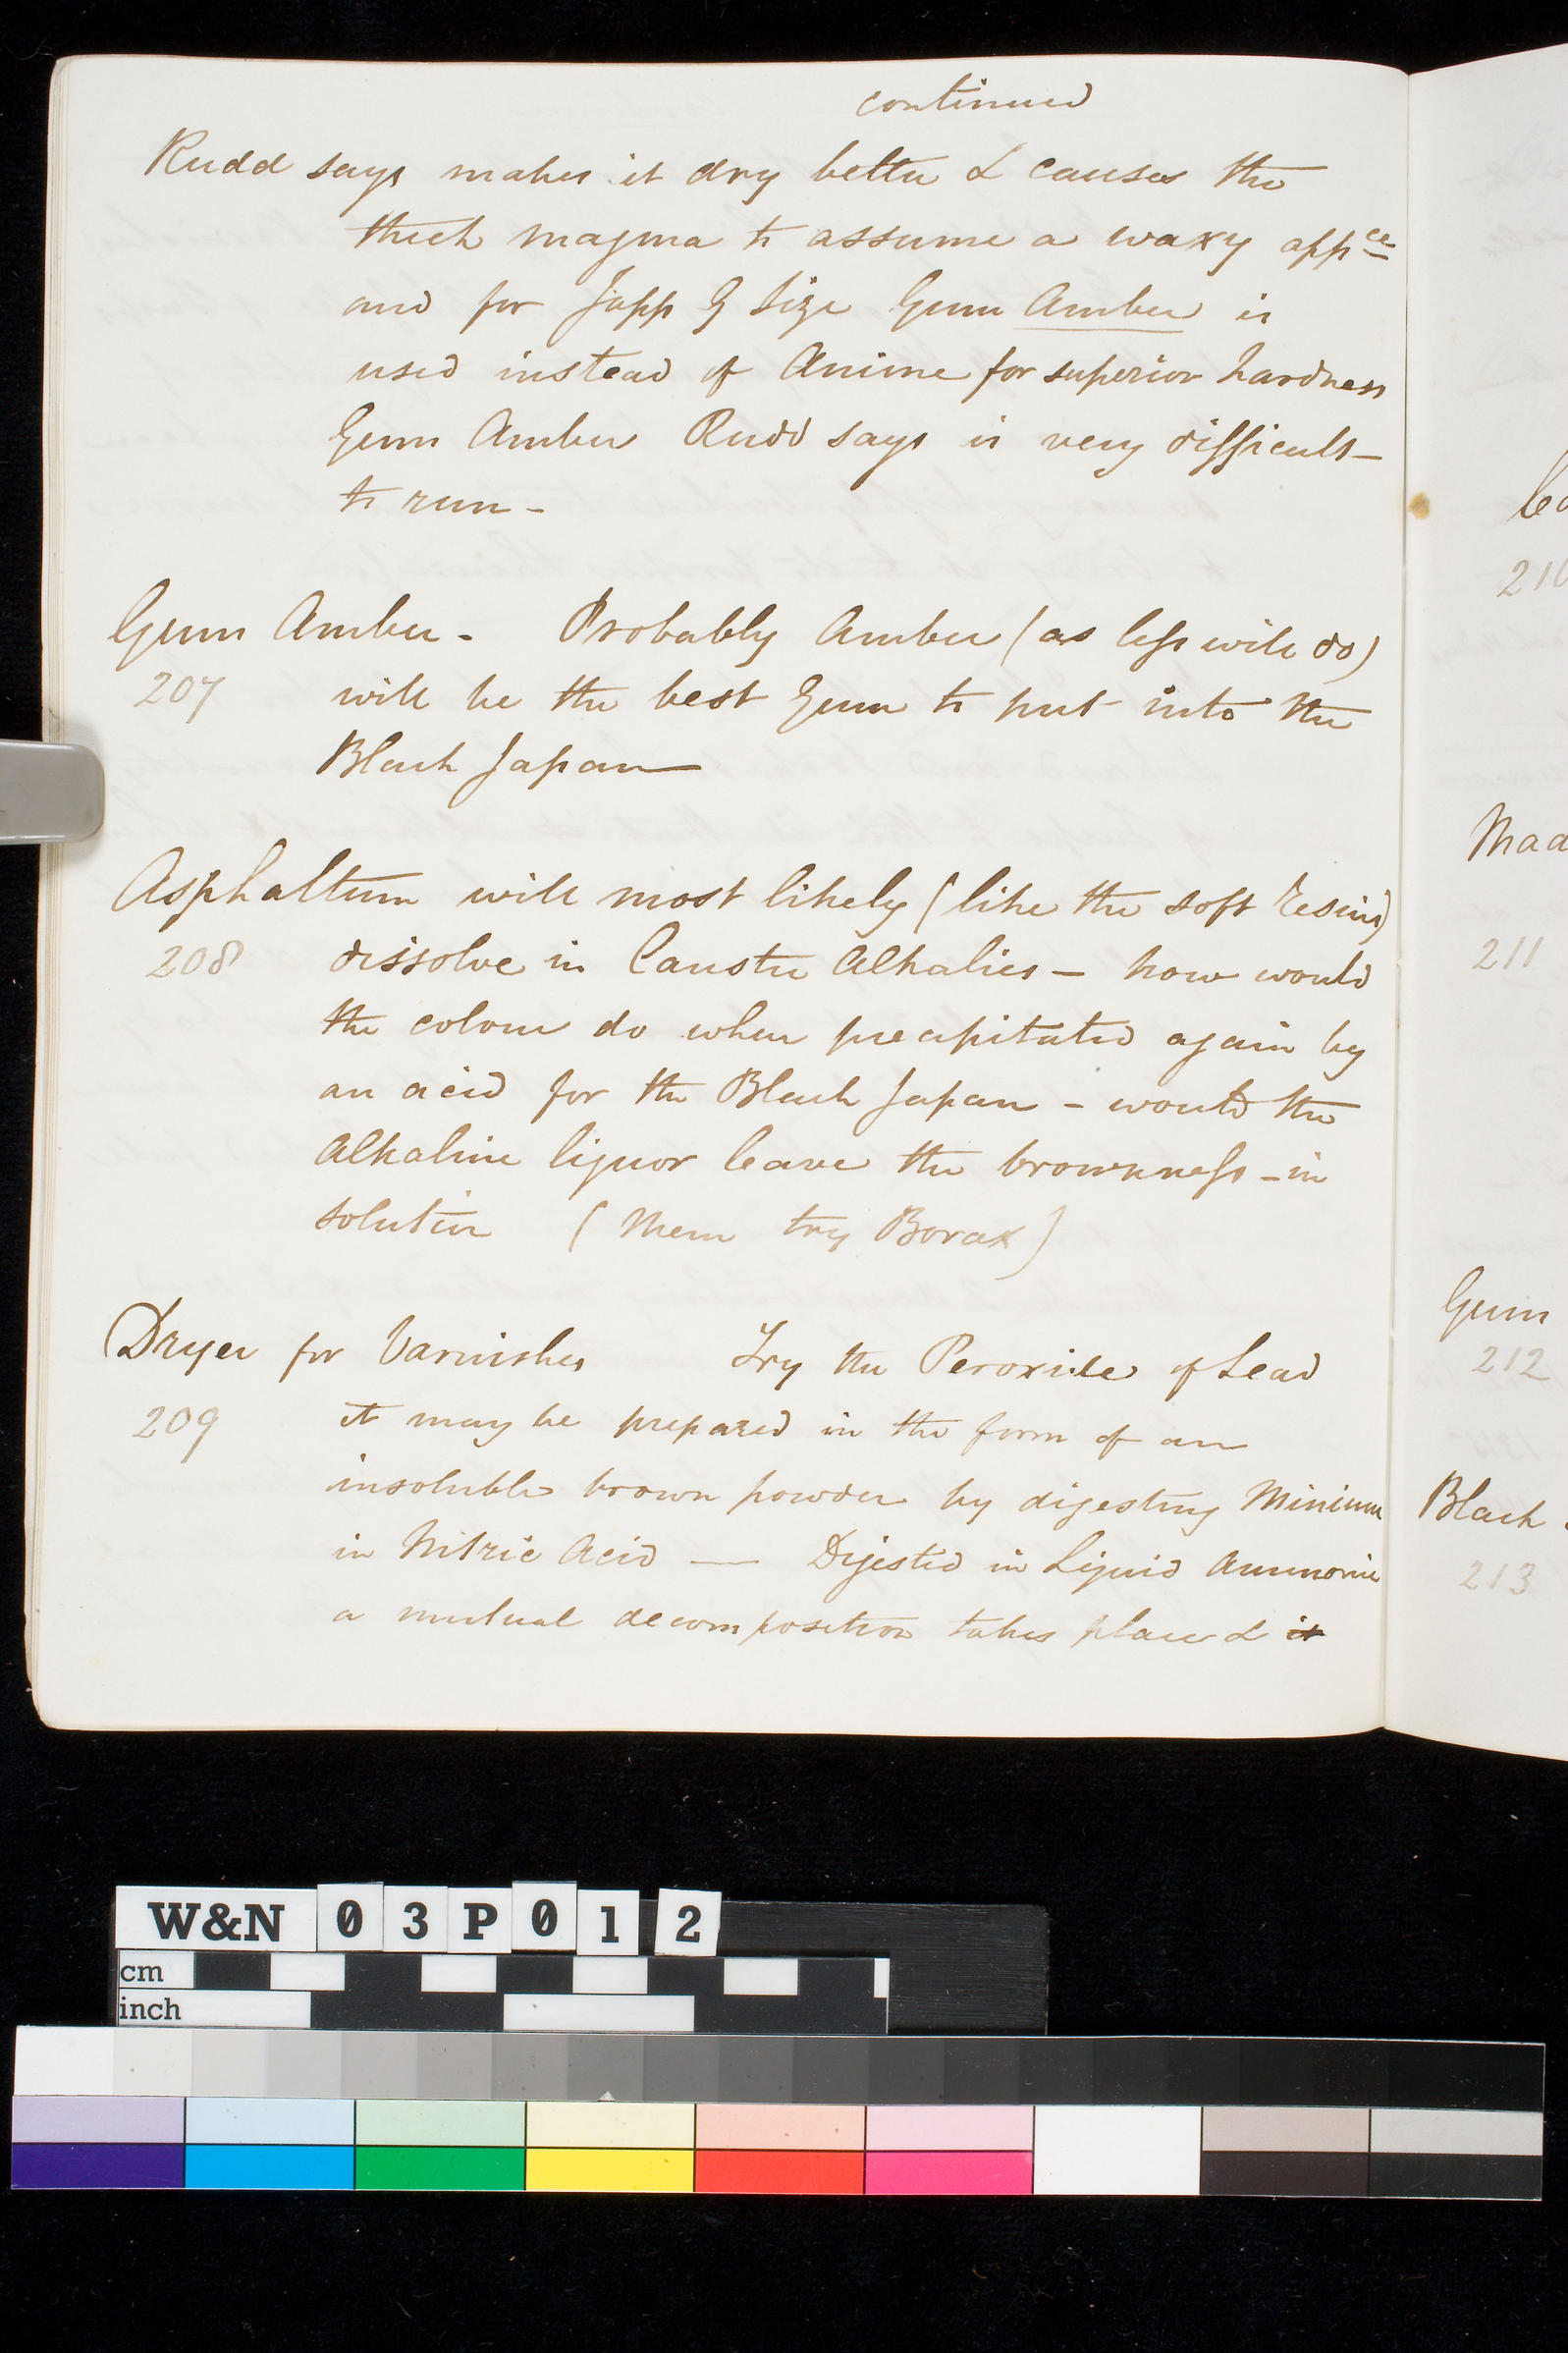 continued
Rudd says makes it dry better & causes the
thick magma to assume a waxy appce
and for Japp G Size Gum Amber is
used instead of Anime for superior hardness
Gum Amber Rudd says is very difficult
to run -
Gum Amber - Probably Amber (as less will do)
207 will be the best Gum to put into the
Black Japan
Asphaltum will most likely (like the soft resins)
208 dissolve in Caustic Alkalies - how would
the colour do when precipitated again by
an acid for the Black Japan - would the
Alkaline liquor leave the brownness - in
solution (Mem try Borax)
Dryer for Varnishes Try the Peroxide of Lead
209 it may be prepared in the form of an
insoluble brown powder by digesting Minium
in Nitric Acid — Digested in Liquid Ammonia
a mutual decomposition takes place & it
210
Mad
211
Gum
212
Black
213
W&N 03P012
cm
inch